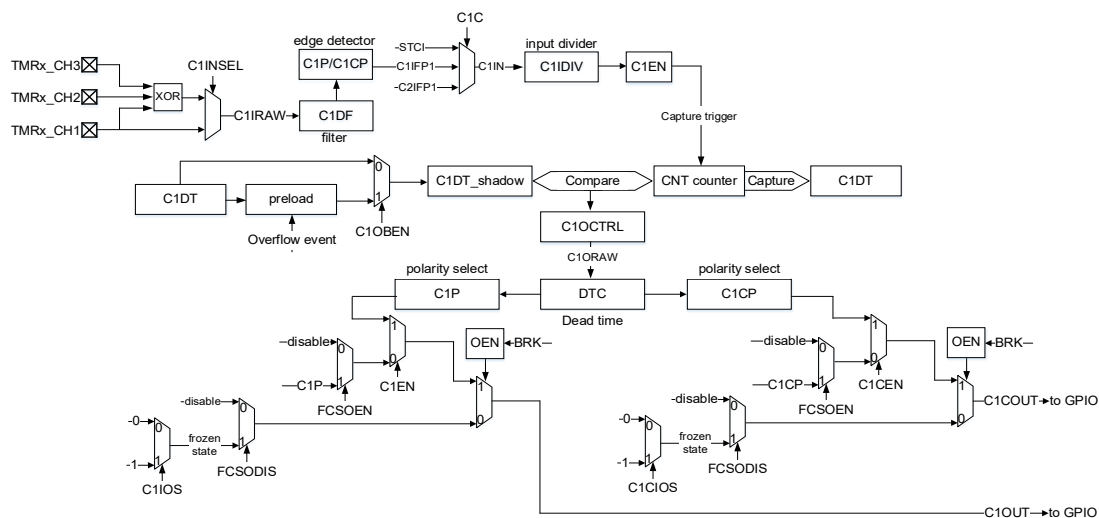 C1C
edge detector
input divider
-STCI
TMRx_CH3
C1INSEL
C1P/C1CP
C1IFP1
C1IN
C1IDIV
C1EN
-C2IFP1
TMRx_CH2
XOR
C1IRAW
C1DF
Capture trigger
TMRx_CH1
filter
0
C1DT
preload
1
C1DT_shadow
Compare
CNT counter
Capture
C1DT
C1OBEN
C1OCTRL
Overflow event
C1ORAW
polarity select
polarity select
C1P
DTC
C1CP
Dead time
1
1
-disable
0
OEN
BRK
-disable
0
OEN
BRK
0
0
C1P
1
C1EN
1
C1CP
1
C1CEN
1
FCSOEN
FCSOEN
-disable
0
-disable
0
C1COUT
to GPIO
-0
0
0
-0
0
0
frozen
state
1
frozen
state
1
-1
1
FCSODIS
-1
1
FCSODIS
C1IOS
C1CIOS
C1OUT
to GPIO